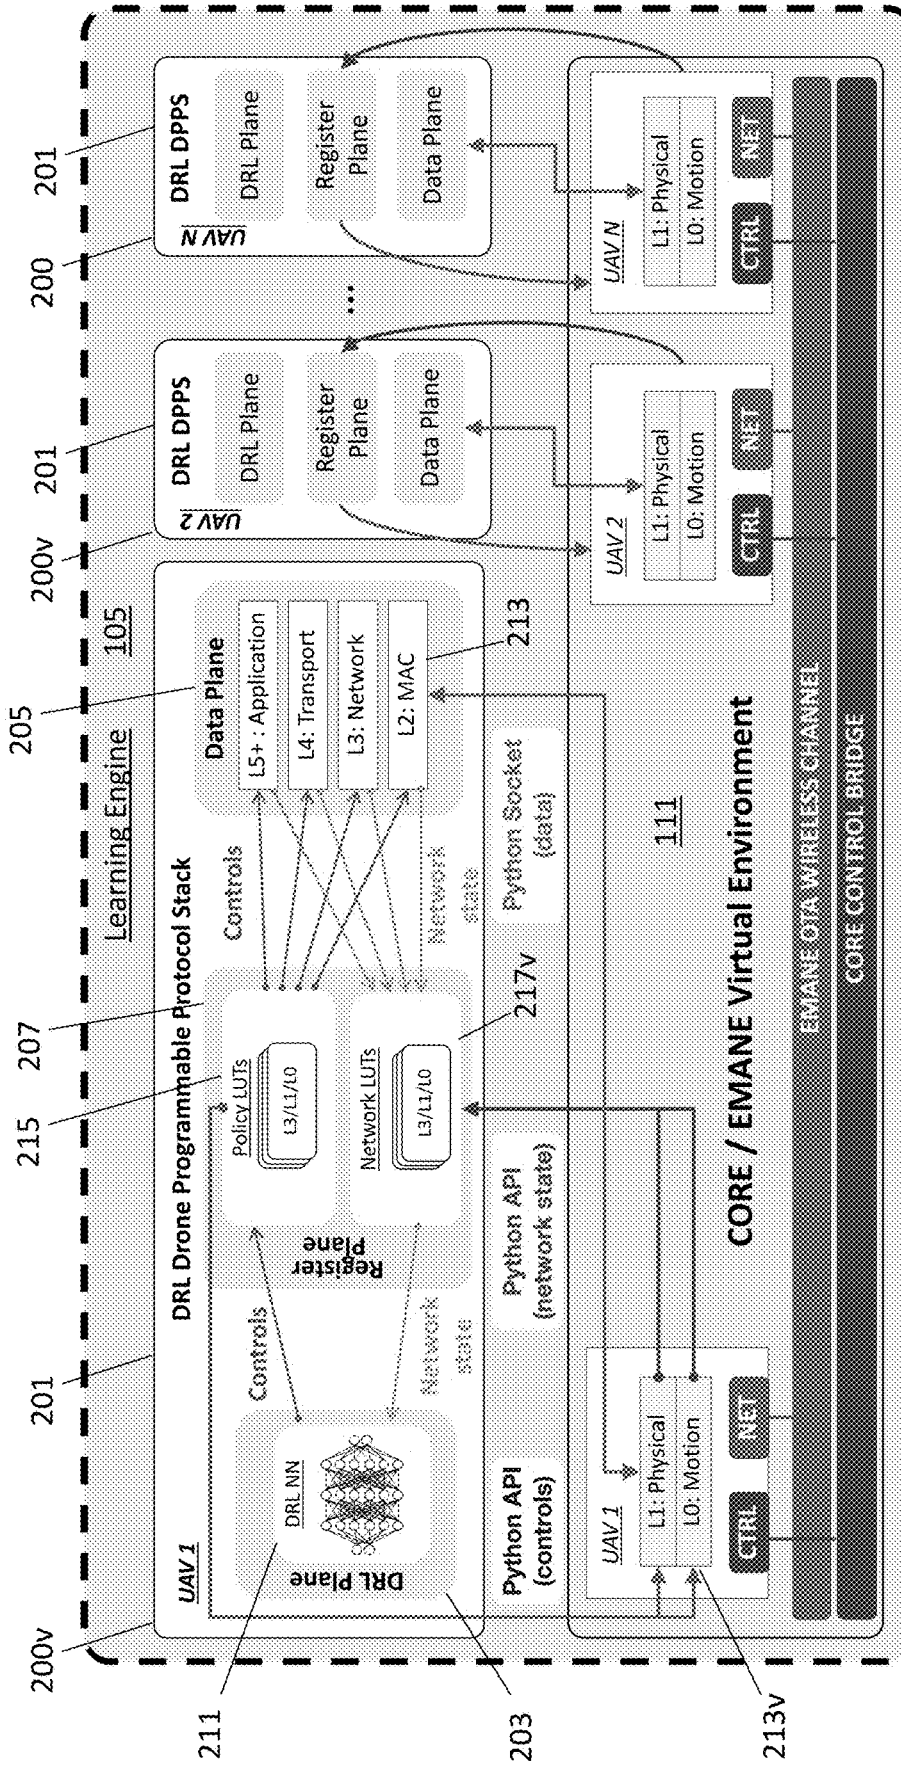 Learning Engine 105
200v
201
215
207
205
200v
201
200
201
DRL Drone Programmable Protocol Stack
UAV 1
DRL Plane
DRL NN
211
203
Controls
Network
state
Register
Plane
Policy LUTs
L3/L1/L0
Network LUTs
L3/L1/L0
217v
Controls
Network
state
Data Plane
L5+ : Application
L4: Transport
L3: Network
L2: MAC
213
DRL DPPS
UAV 2
DRL Plane
Register
Plane
Data Plane
...
DRL DPPS
UAV N
DRL Plane
Register
Plane
Data Plane
Python API
(controls)
Python API
(network state)
Python Socket
(data)
UAV 1
L1: Physical
L0: Motion
CTRL
NET
213v
111
CORE / EMANE Virtual Environment
UAV 2
L1: Physical
L0: Motion
CTRL
NET
UAV N
L1: Physical
L0: Motion
CTRL
NET
EMANE OTA WIRELESS CHANNEL
CORE CONTROL BRIDGE